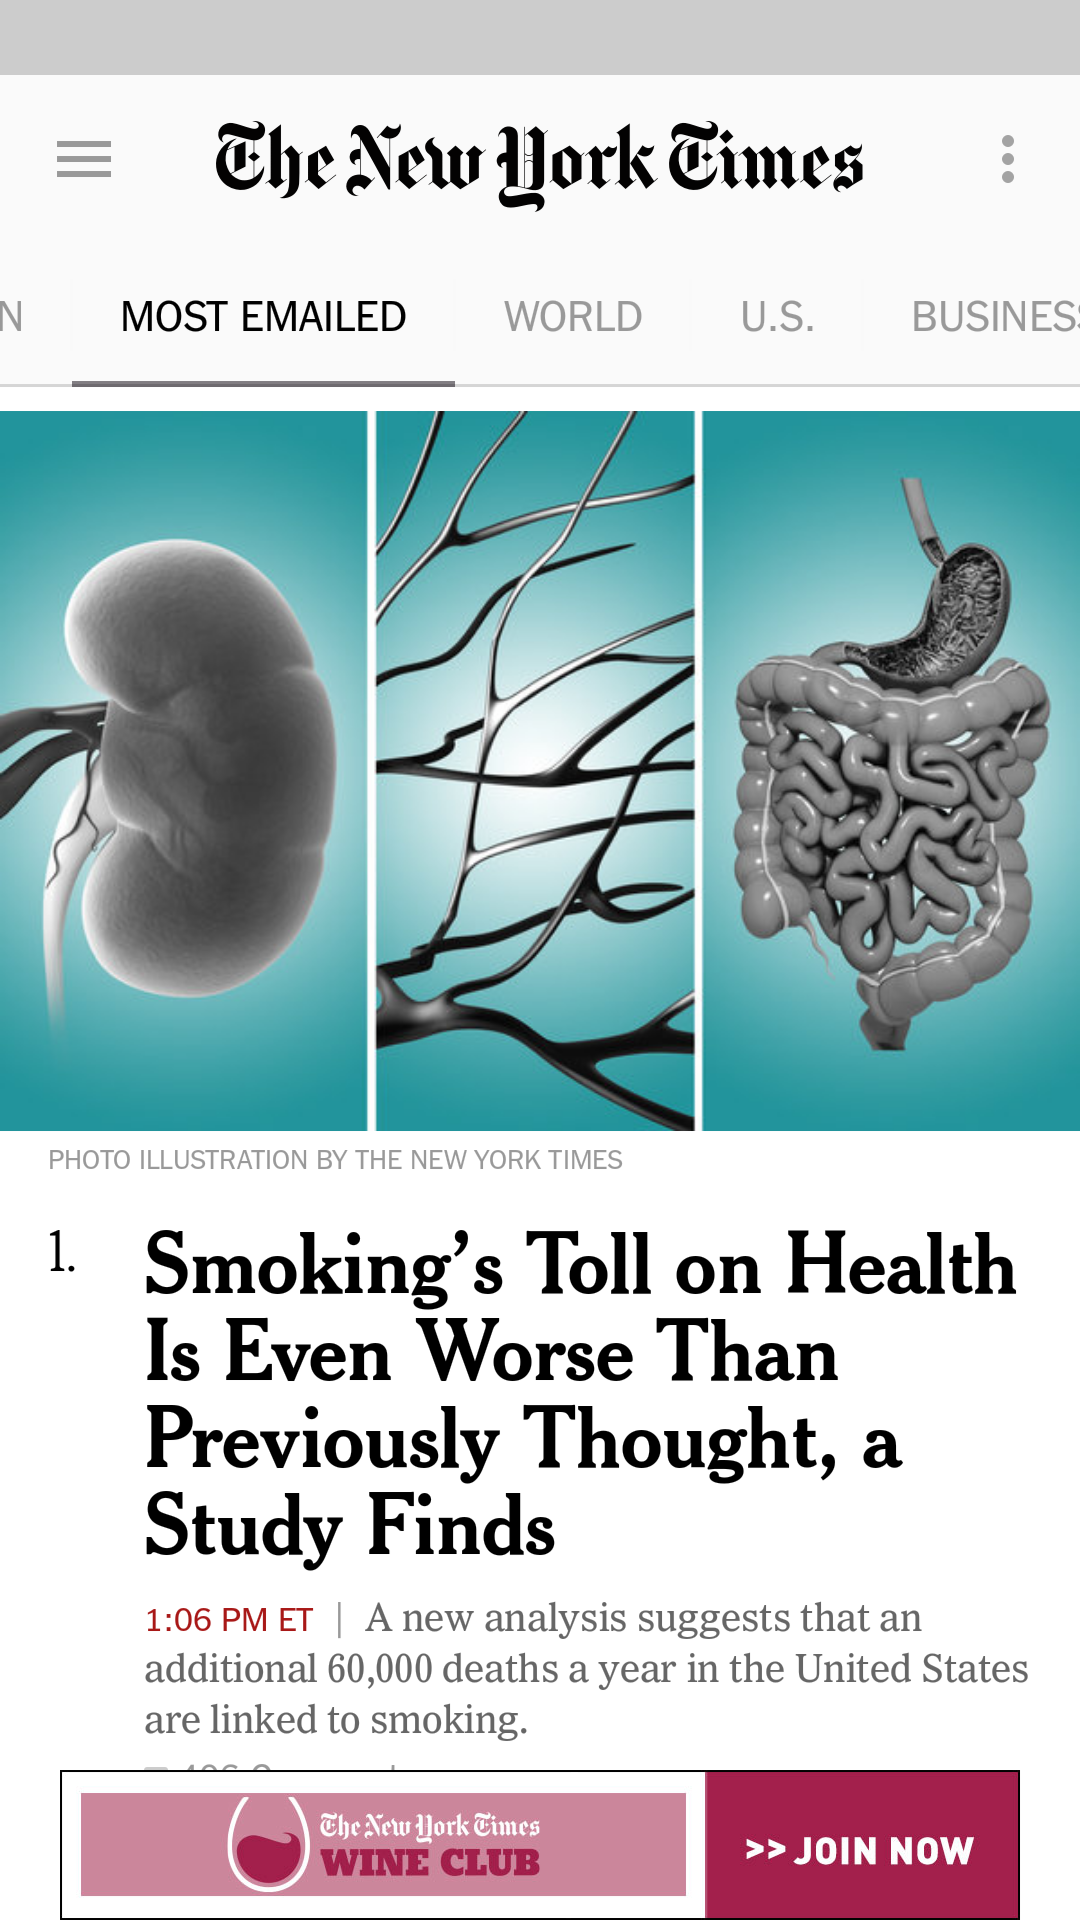 The New York Times
N MOST EMAILED WORLD U.S. BUSINESS
PHOTO ILLUSTRATION BY THE NEW YORK TIMES
1. Smoking’s Toll on Health
Is Even Worse Than
Previously Thought, a
Study Finds
1:06 PM ET | A new analysis suggests that an
additional 60,000 deaths a year in the United States
are linked to smoking.
The New York Times
WINE CLUB
>> JOIN NOW